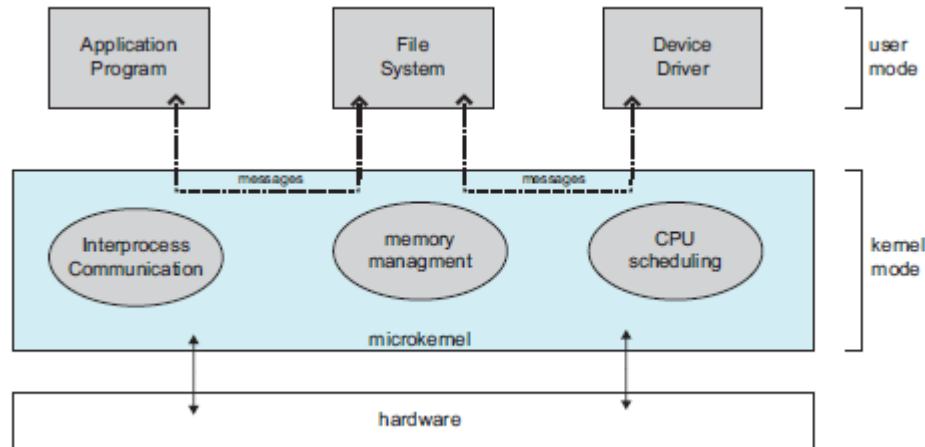 Application
Program
File
System
Device
Driver
user
mode
messages
messages
Interprocess
Communication
memory
managment
CPU
scheduling
kernel
mode
microkernel
hardware